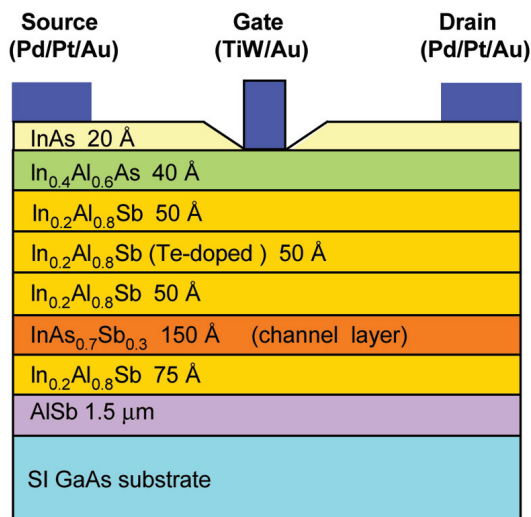 Source
(Pd/Pt/Au)
Gate
(TiW/Au)
Drain
(Pd/Pt/Au)
InAs 20 Å
In₀.₄Al₀.₆As 40 Å
In₀.₂Al₀.₈Sb 50 Å
In₀.₂Al₀.₈Sb (Te-doped ) 50 Å
In₀.₂Al₀.₈Sb 50 Å
InAs₀.₇Sb₀.₃ 150 Å (channel layer)
In₀.₂Al₀.₈Sb 75 Å
AlSb 1.5 μm
SI GaAs substrate